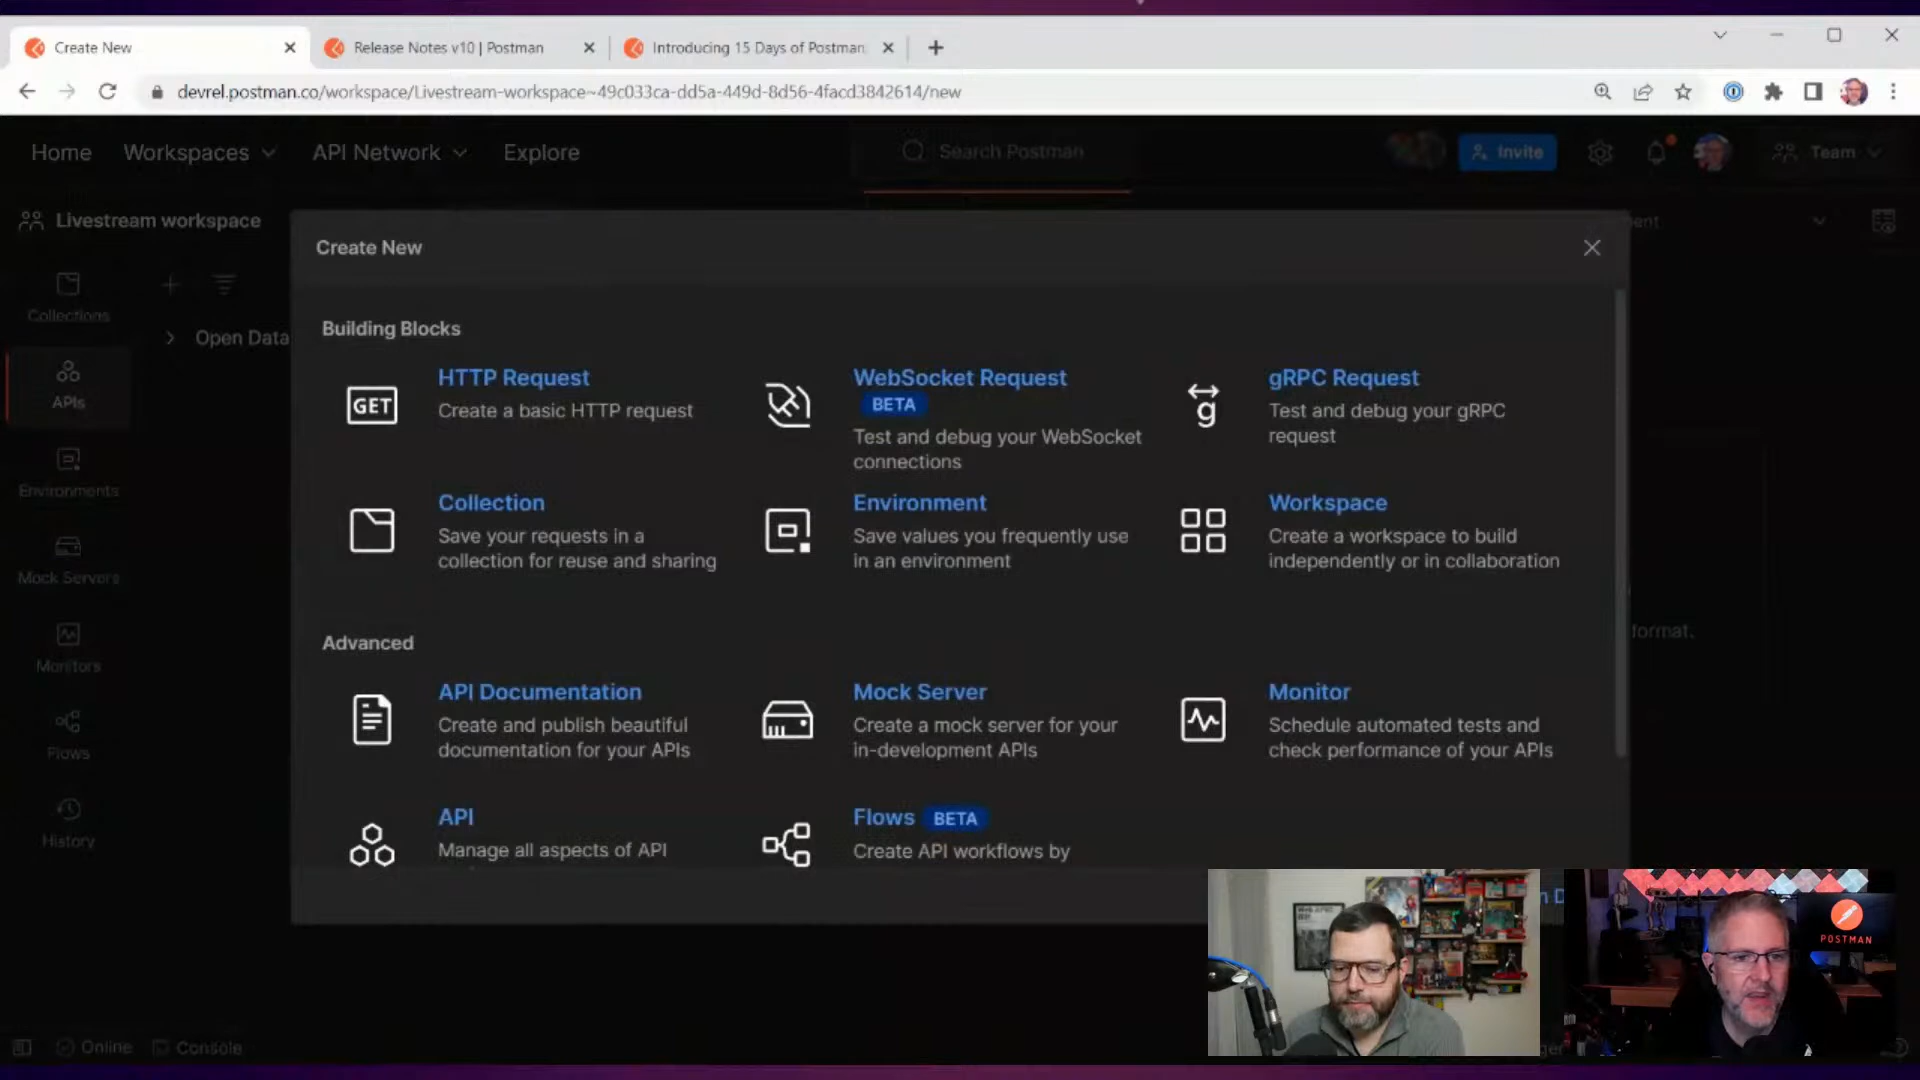 Create New
Release Notes v10 | Postman
Introducing 15 Days of Postman
devrel.postman.co/workspace/Livestream-workspace~49c033ca-dd5a-449d-8d56-4facd3842614/new
Home
Workspaces
API Network
Explore
Search Postman
Invite
Team
Livestream workspace
Create New
Collections
Open Data
APIs
Environments
Mock Servers
Monitors
Flows
History
Building Blocks
GET
HTTP Request
Create a basic HTTP request
WebSocket Request
BETA
Test and debug your WebSocket
connections
g
gRPC Request
Test and debug your gRPC
request
Collection
Save your requests in a
collection for reuse and sharing
Environment
Save values you frequently use
in an environment
Workspace
Create a workspace to build
independently or in collaboration
format.
Advanced
API Documentation
Create and publish beautiful
documentation for your APIs
Mock Server
Create a mock server for your
in-development APIs
Monitor
Schedule automated tests and
check performance of your APIs
API
Manage all aspects of API
Flows BETA
Create API workflows by
POSTMAN
Online
Console